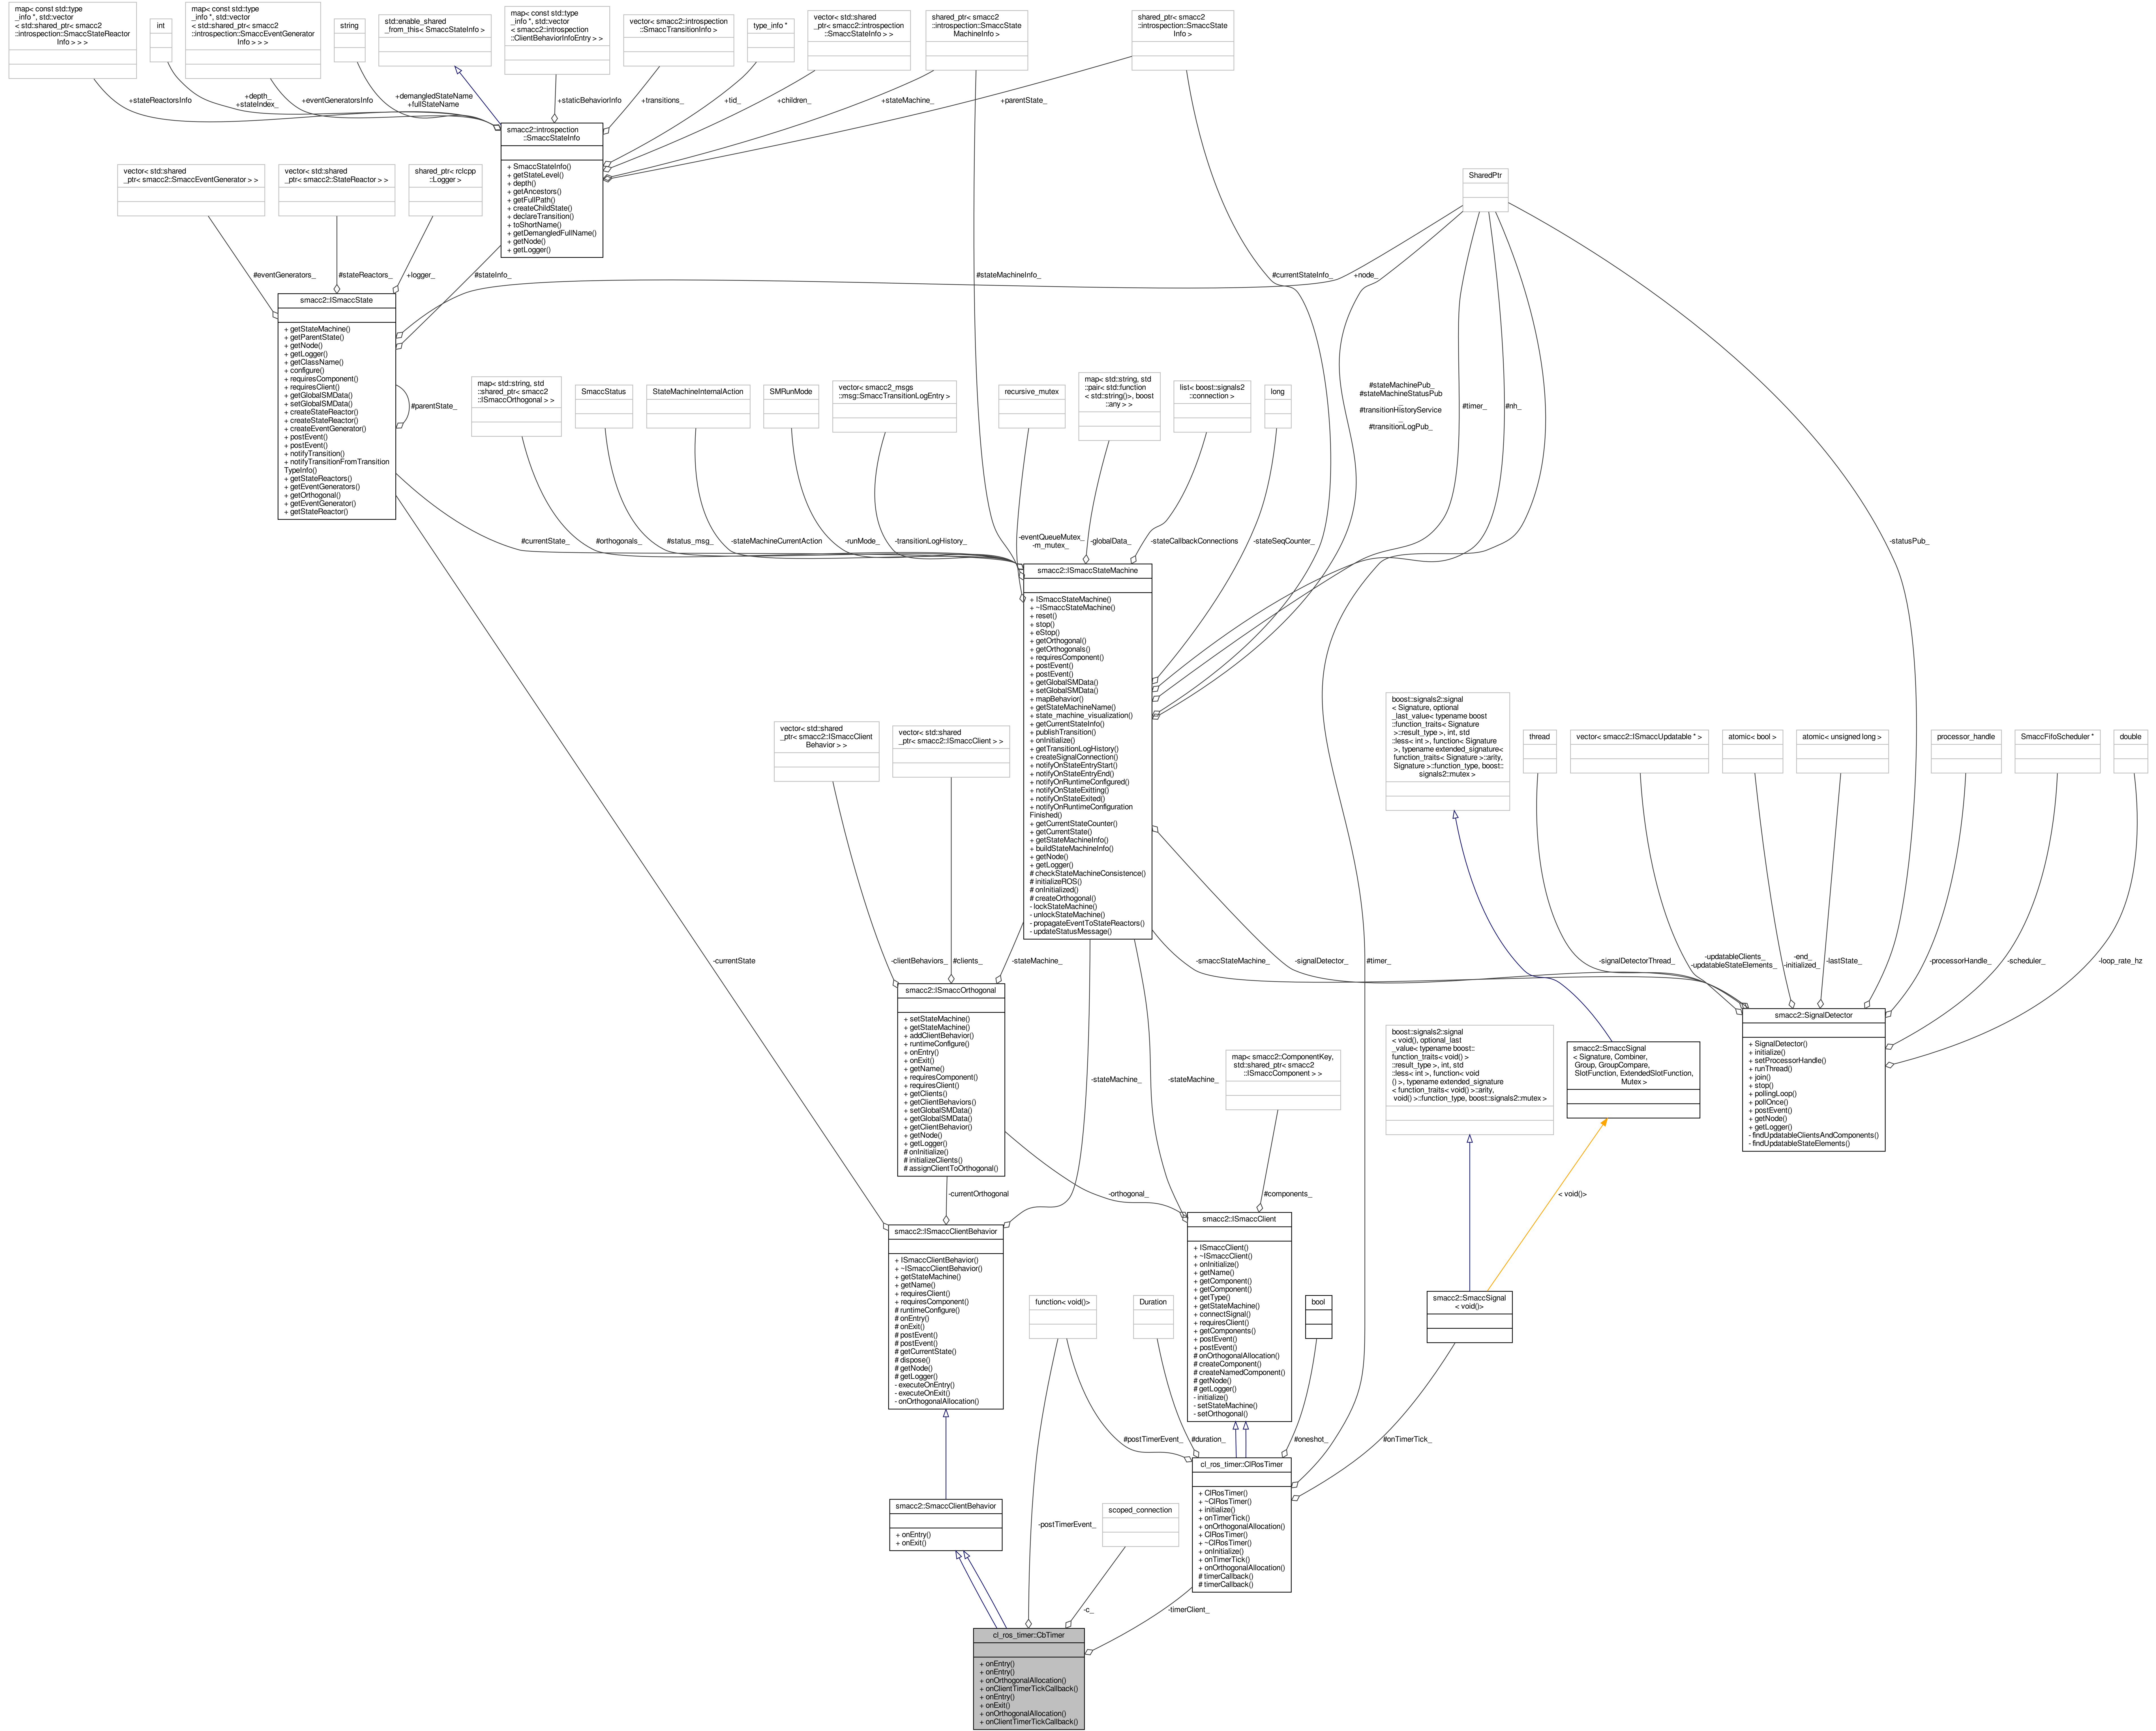 map< const std::type
_info *, std::vector
< std::shared_ptr< smacc2
::introspection::SmaccStateReactor
Info > > >
int
map< const std::type
_info *, std::vector
< std::shared_ptr< smacc2
::introspection::SmaccEventGenerator
Info > > >
string
std::enable_shared
_from_this< SmaccStateInfo >
map< const std::type
_info *, std::vector
< smacc2::introspection
::ClientBehaviorInfoEntry > >
vector< smacc2::introspection
::SmaccTransitionInfo >
type_info *
vector< std::shared
_ptr< smacc2::introspection
::SmaccStateInfo > >
shared_ptr< smacc2
::introspection::SmaccState
MachineInfo >
shared_ptr< smacc2
::introspection::SmaccState
Info >
+stateReactorsInfo
+depth_
+stateIndex_
+eventGeneratorsInfo
+demangledStateName
+fullStateName
+staticBehaviorInfo
+transitions_
+tid_
+children_
+stateMachine_
+parentState_
smacc2::introspection
::SmaccStateInfo
+ SmaccStateInfo()
+ getStateLevel()
+ depth()
+ getAncestors()
+ getFullPath()
+ createChildState()
+ declareTransition()
+ toShortName()
+ getDemangledFullName()
+ getNode()
+ getLogger()
vector< std::shared
_ptr< smacc2::SmaccEventGenerator > >
vector< std::shared
_ptr< smacc2::StateReactor > >
shared_ptr< rclcpp
::Logger >
SharedPtr
#eventGenerators_
#stateReactors_
+logger_
#stateInfo_
#stateMachineInfo_
#currentStateInfo_
+node_
smacc2::ISmaccState
+ getStateMachine()
+ getParentState()
+ getNode()
+ getLogger()
+ getClassName()
+ configure()
+ requiresComponent()
+ requiresClient()
+ getGlobalSMData()
+ setGlobalSMData()
+ createStateReactor()
+ createStateReactor()
+ createEventGenerator()
+ postEvent()
+ postEvent()
+ notifyTransition()
+ notifyTransitionFromTransition
TypeInfo()
+ getStateReactors()
+ getEventGenerators()
+ getOrthogonal()
+ getEventGenerator()
+ getStateReactor()
#parentState_
map< std::string, std
::shared_ptr< smacc2
::ISmaccOrthogonal > >
SmaccStatus
StateMachineInternalAction
SMRunMode
vector< smacc2_msgs
::msg::SmaccTransitionLogEntry >
recursive_mutex
map< std::string, std
::pair< std::function
< std::string()>, boost
::any > >
list< boost::signals2
::connection >
long
#stateMachinePub_
#stateMachineStatusPub
_
#transitionHistoryService
_
#transitionLogPub_
#timer_
#nh_
#currentState_
#orthogonals_
#status_msg_
-stateMachineCurrentAction
-runMode_
-transitionLogHistory_
-eventQueueMutex_
-m_mutex_
-globalData_
-stateCallbackConnections
-stateSeqCounter_
-statusPub_
smacc2::ISmaccStateMachine
+ ISmaccStateMachine()
+ ~ISmaccStateMachine()
+ reset()
+ stop()
+ eStop()
+ getOrthogonal()
+ getOrthogonals()
+ requiresComponent()
+ postEvent()
+ postEvent()
+ getGlobalSMData()
+ setGlobalSMData()
+ mapBehavior()
+ getStateMachineName()
+ state_machine_visualization()
+ getCurrentStateInfo()
+ publishTransition()
+ onInitialize()
+ getTransitionLogHistory()
+ createSignalConnection()
+ notifyOnStateEntryStart()
+ notifyOnStateEntryEnd()
+ notifyOnRuntimeConfigured()
+ notifyOnStateExitting()
+ notifyOnStateExited()
+ notifyOnRuntimeConfiguration
Finished()
+ getCurrentStateCounter()
+ getCurrentState()
+ getStateMachineInfo()
+ buildStateMachineInfo()
+ getNode()
+ getLogger()
# checkStateMachineConsistence()
# initializeROS()
# onInitialized()
# createOrthogonal()
- lockStateMachine()
- unlockStateMachine()
- propagateEventToStateReactors()
- updateStatusMessage()
vector< std::shared
_ptr< smacc2::ISmaccClient
Behavior > >
vector< std::shared
_ptr< smacc2::ISmaccClient > >
boost::signals2::signal
< Signature, optional
_last_value< typename boost
::function_traits< Signature
>::result_type >, int, std
::less< int >, function< Signature
>, typename extended_signature<
function_traits< Signature >::arity,
Signature >::function_type, boost::
signals2::mutex >
thread
vector< smacc2::ISmaccUpdatable * >
atomic< bool >
atomic< unsigned long >
processor_handle
SmaccFifoScheduler *
double
-currentState
-clientBehaviors_
#clients_
-stateMachine_
-smaccStateMachine_
-signalDetector_
#timer_
-signalDetectorThread_
-updatableClients_
-updatableStateElements_
-end_
-initialized_
-lastState_
-processorHandle_
-scheduler_
-loop_rate_hz
smacc2::ISmaccOrthogonal
+ setStateMachine()
+ getStateMachine()
+ addClientBehavior()
+ runtimeConfigure()
+ onEntry()
+ onExit()
+ getName()
+ requiresComponent()
+ requiresClient()
+ getClients()
+ getClientBehaviors()
+ setGlobalSMData()
+ getGlobalSMData()
+ getClientBehavior()
+ getNode()
+ getLogger()
# onInitialize()
# initializeClients()
# assignClientToOrthogonal()
smacc2::SignalDetector
+ SignalDetector()
+ initialize()
+ setProcessorHandle()
+ runThread()
+ join()
+ stop()
+ pollingLoop()
+ pollOnce()
+ postEvent()
+ getNode()
+ getLogger()
- findUpdatableClientsAndComponents()
- findUpdatableStateElements()
boost::signals2::signal
< void(), optional_last
_value< typename boost::
function_traits< void() >
::result_type >, int, std
::less< int >, function< void
() >, typename extended_signature
< function_traits< void() >::arity,
void() >::function_type, boost::signals2::mutex >
smacc2::SmaccSignal
< Signature, Combiner,
Group, GroupCompare,
SlotFunction, ExtendedSlotFunction,
Mutex >
map< smacc2::ComponentKey,
std::shared_ptr< smacc2
::ISmaccComponent > >
-stateMachine_
-stateMachine_
-currentOrthogonal
-orthogonal_
#components_
< void()>
smacc2::ISmaccClientBehavior
+ ISmaccClientBehavior()
+ ~ISmaccClientBehavior()
+ getStateMachine()
+ getName()
+ requiresClient()
+ requiresComponent()
# runtimeConfigure()
# onEntry()
# onExit()
# postEvent()
# postEvent()
# getCurrentState()
# dispose()
# getNode()
# getLogger()
- executeOnEntry()
- executeOnExit()
- onOrthogonalAllocation()
smacc2::ISmaccClient
+ ISmaccClient()
+ ~ISmaccClient()
+ onInitialize()
+ getName()
+ getComponent()
+ getComponent()
+ getType()
+ getStateMachine()
+ connectSignal()
+ requiresClient()
+ getComponents()
+ postEvent()
+ postEvent()
# onOrthogonalAllocation()
# createComponent()
# createNamedComponent()
# getNode()
# getLogger()
- initialize()
- setStateMachine()
- setOrthogonal()
function< void()>
Duration
bool
smacc2::SmaccSignal
< void()>
#postTimerEvent_
#duration_
#oneshot_
#onTimerTick_
cl_ros_timer::ClRosTimer
+ ClRosTimer()
+ ~ClRosTimer()
+ initialize()
+ onTimerTick()
+ onOrthogonalAllocation()
+ ClRosTimer()
+ ~ClRosTimer()
+ onInitialize()
+ onTimerTick()
+ onOrthogonalAllocation()
# timerCallback()
# timerCallback()
smacc2::SmaccClientBehavior
+ onEntry()
+ onExit()
scoped_connection
-postTimerEvent_
-c_
-timerClient_
cl_ros_timer::CbTimer
+ onEntry()
+ onEntry()
+ onOrthogonalAllocation()
+ onClientTimerTickCallback()
+ onEntry()
+ onExit()
+ onOrthogonalAllocation()
+ onClientTimerTickCallback()